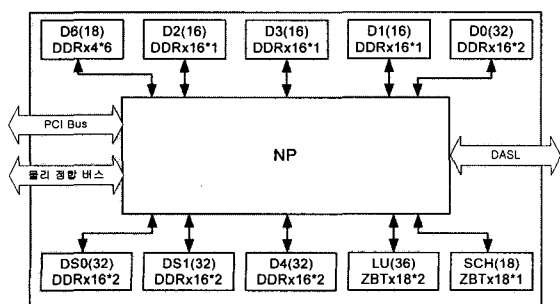 D6(18)
DDRx4*6
D2(16)
DDRx16*1
D3(16)
DDRx16*1
D1(16)
DDRx16*1
D0(32)
DDRx16*2
PCI Bus
물리 정합 버스
NP
DASL
DS0(32)
DDRx16*2
DS1(32)
DDRx16*2
D4(32)
DDRx16*2
LU(36)
ZBTx18*2
SCH(18)
ZBTx18*1